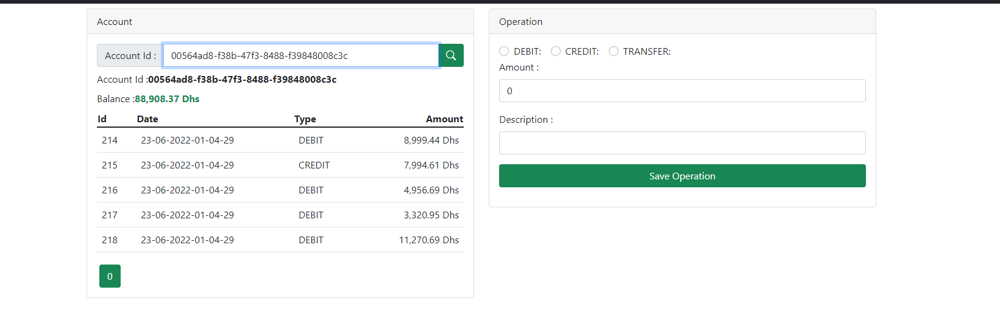 Account
Account Id : 00564ad8-f38b-47f3-8488-f39848008c3c
Account Id :00564ad8-f38b-47f3-8488-f39848008c3c
Balance :88,908.37 Dhs
Id Date Type Amount
214 23-06-2022-01-04-29 DEBIT 8,999.44 Dhs
215 23-06-2022-01-04-29 CREDIT 7,994.61 Dhs
216 23-06-2022-01-04-29 DEBIT 4,956.69 Dhs
217 23-06-2022-01-04-29 DEBIT 3,320.95 Dhs
218 23-06-2022-01-04-29 DEBIT 11,270.69 Dhs
0
Operation
DEBIT: CREDIT: TRANSFER:
Amount :
0
Description :
Save Operation